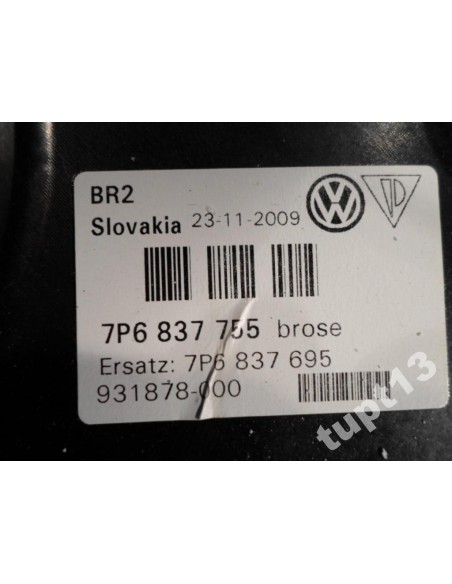 BR2
Slovakia 23-11-2009
7P6 837 755 brose
Ersatz: 7P6 837 695
931878-000
tupt13